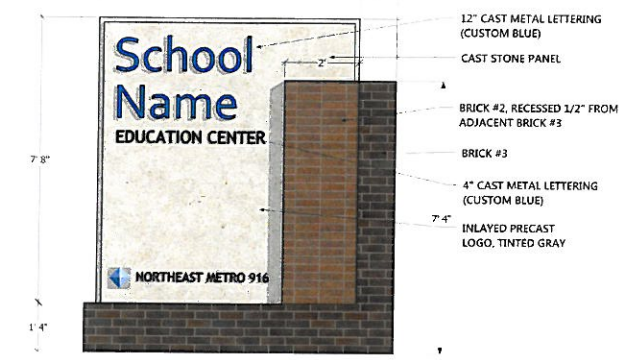 School
Name
EDUCATION CENTER
NORTHEAST METRO 916
2'
7' 8"
1' 4"
7' 4"
12" CAST METAL LETTERING
(CUSTOM BLUE)
CAST STONE PANEL
BRICK #2, RECESSED 1/2" FROM
ADJACENT BRICK #3
BRICK #3
4" CAST METAL LETTERING
(CUSTOM BLUE)
INLAYED PRECAST
LOGO, TINTED GRAY